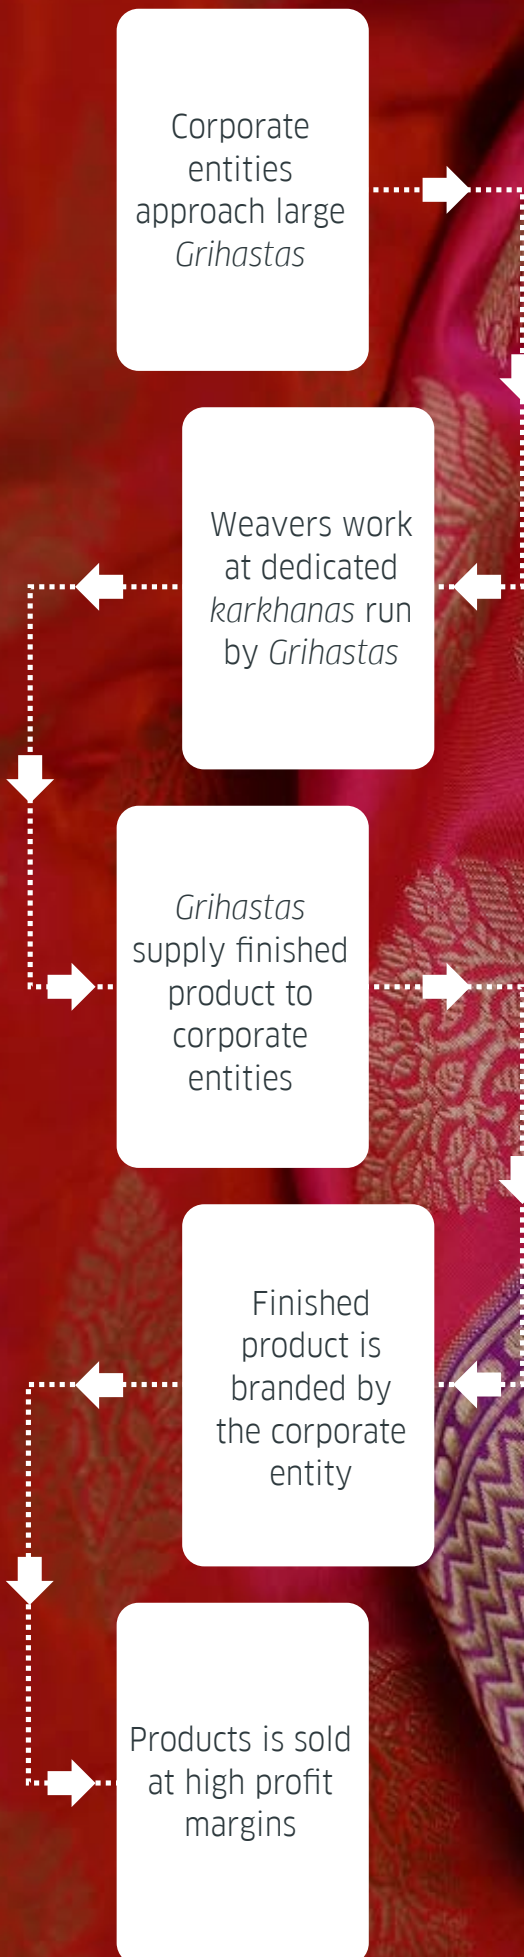 Corporate
entities
approach large
Grihastas
Weavers work
at dedicated
karkhanas run
by Grihastas
Grihastas
supply finished
product to
corporate
entities
Finished
product is
branded by
the corporate
entity
Products is sold
at high profit
margins